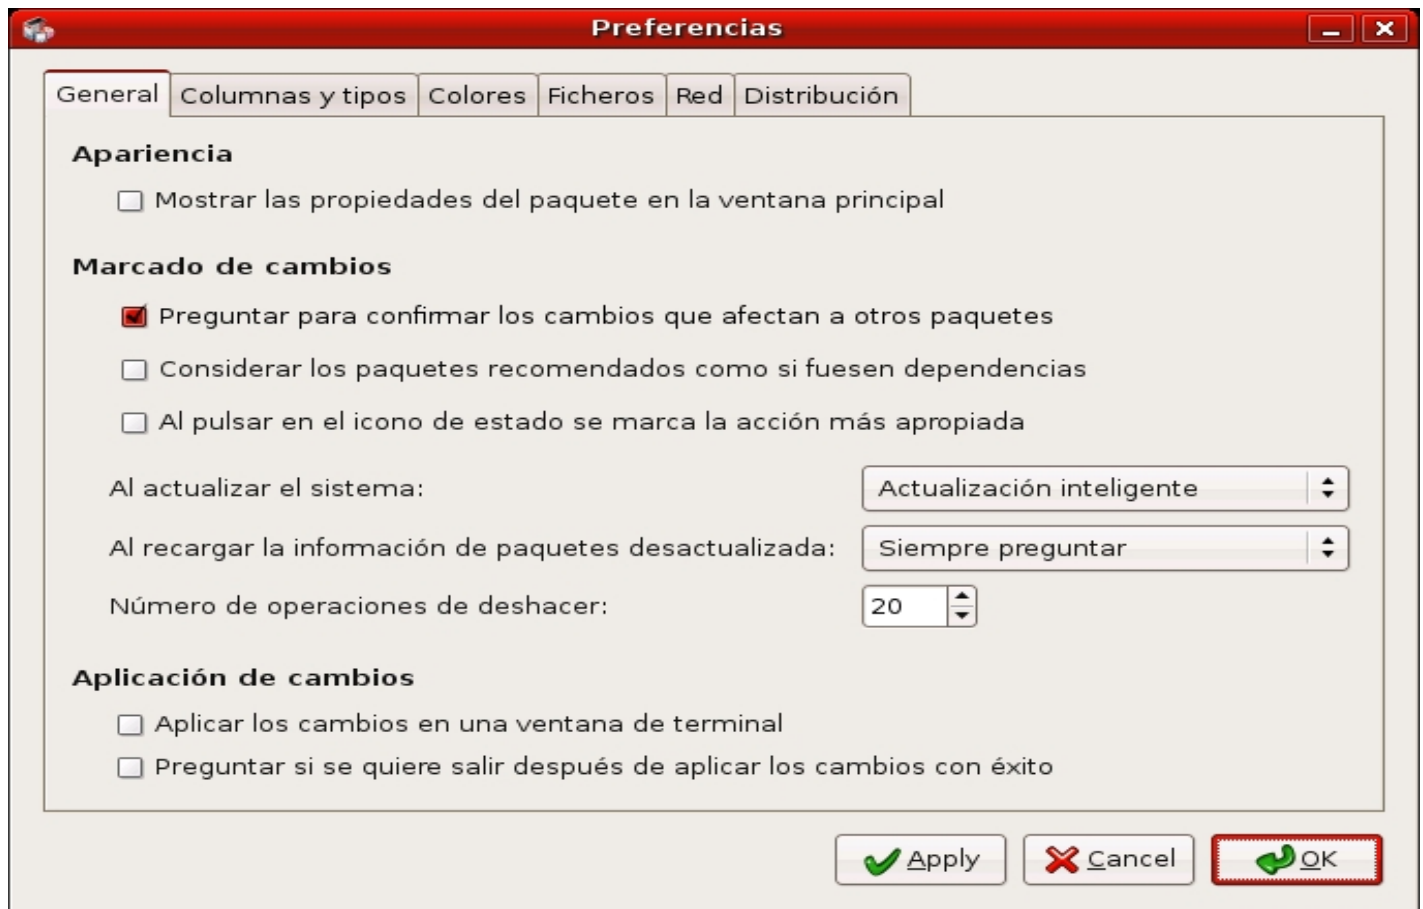 Preferencias
General Columnas y tipos Colores Ficheros Red Distribución
Apariencia
Mostrar las propiedades del paquete en la ventana principal
Marcado de cambios
Preguntar para confirmar los cambios que afectan a otros paquetes
Considerar los paquetes recomendados como si fuesen dependencias
Al pulsar en el icono de estado se marca la acción más apropiada
Al actualizar el sistema: Actualización inteligente
Al recargar la información de paquetes desactualizada: Siempre preguntar
Número de operaciones de deshacer: 20
Aplicación de cambios
Aplicar los cambios en una ventana de terminal
Preguntar si se quiere salir después de aplicar los cambios con éxito
Apply Cancel OK